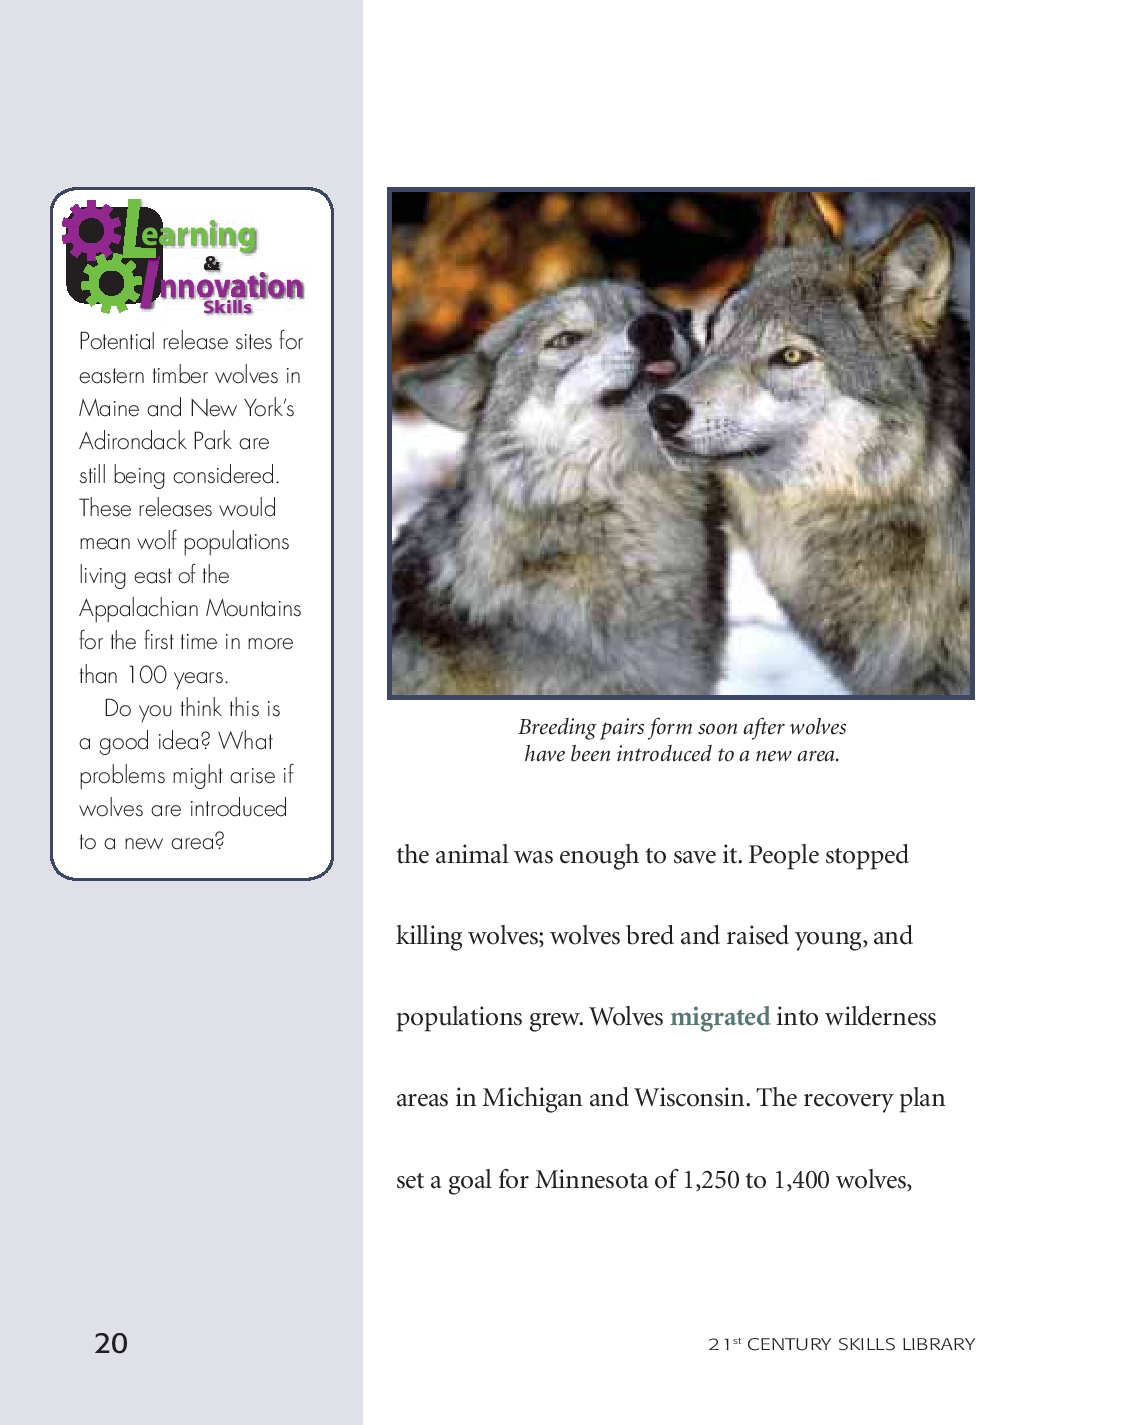 Learning
&
Innovation
Skills
Potential release sites for
eastern timber wolves in
Maine and New York’s
Adirondack Park are
still being considered.
These releases would
mean wolf populations
living east of the
Appalachian Mountains
for the first time in more
than 100 years.
Do you think this is
a good idea? What
problems might arise if
wolves are introduced
to a new area?
Breeding pairs form soon after wolves
have been introduced to a new area.
the animal was enough to save it. People stopped
killing wolves; wolves bred and raised young, and
populations grew. Wolves migrated into wilderness
areas in Michigan and Wisconsin. The recovery plan
set a goal for Minnesota of 1,250 to 1,400 wolves,
20
21st CENTURY SKILLS LIBRARY